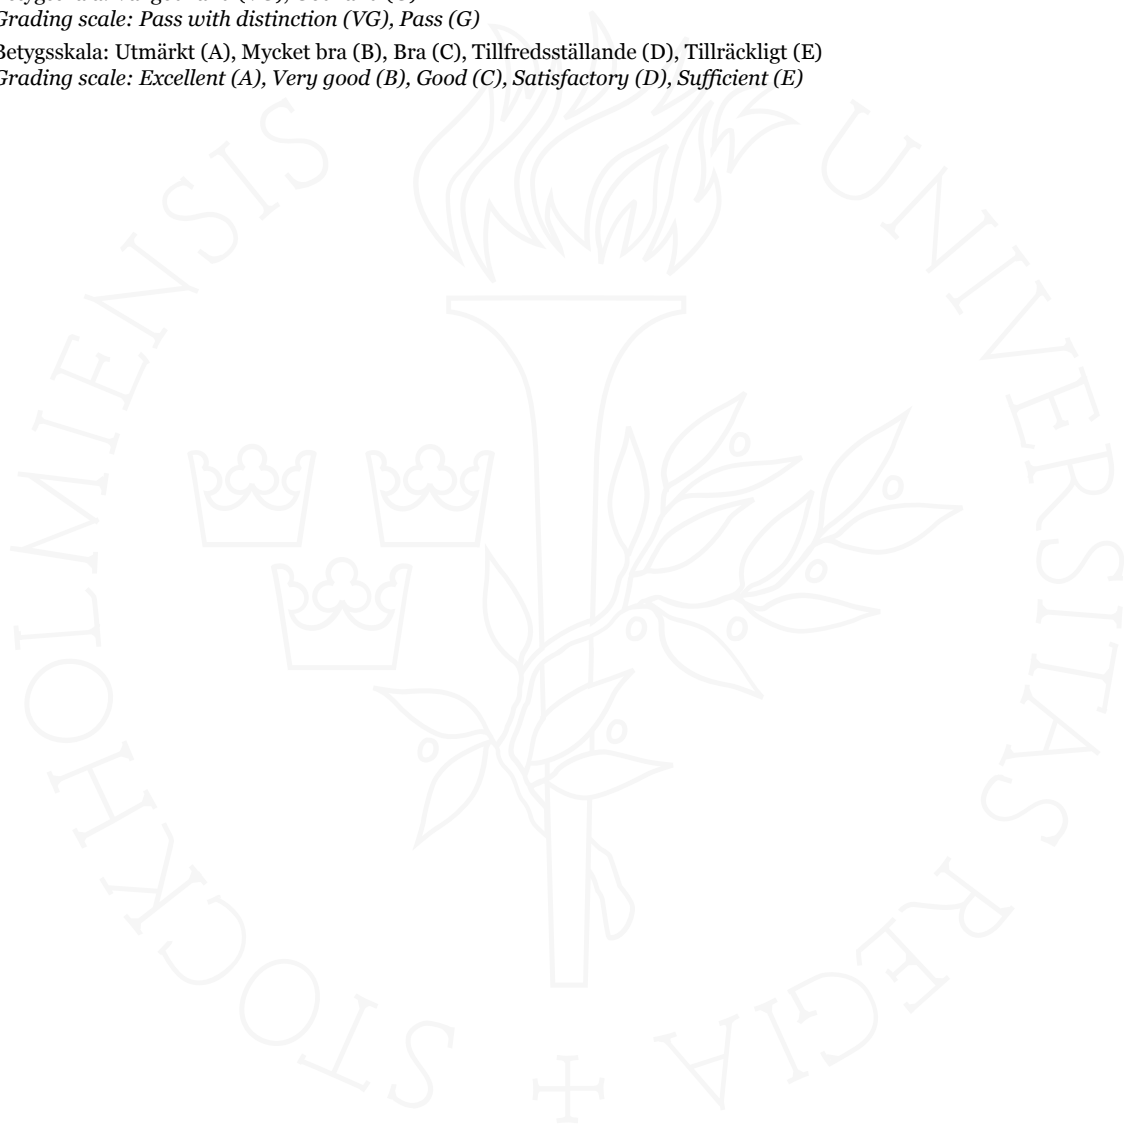 Grading scale: Pass with distinction (VG), Pass (G)
Betygsskala: Utmärkt (A), Mycket bra (B), Bra (C), Tillfredsställande (D), Tillräckligt (E)
Grading scale: Excellent (A), Very good (B), Good (C), Satisfactory (D), Sufficient (E)
UNIVERSITAS REGIA STOCKHOLMIENSIS